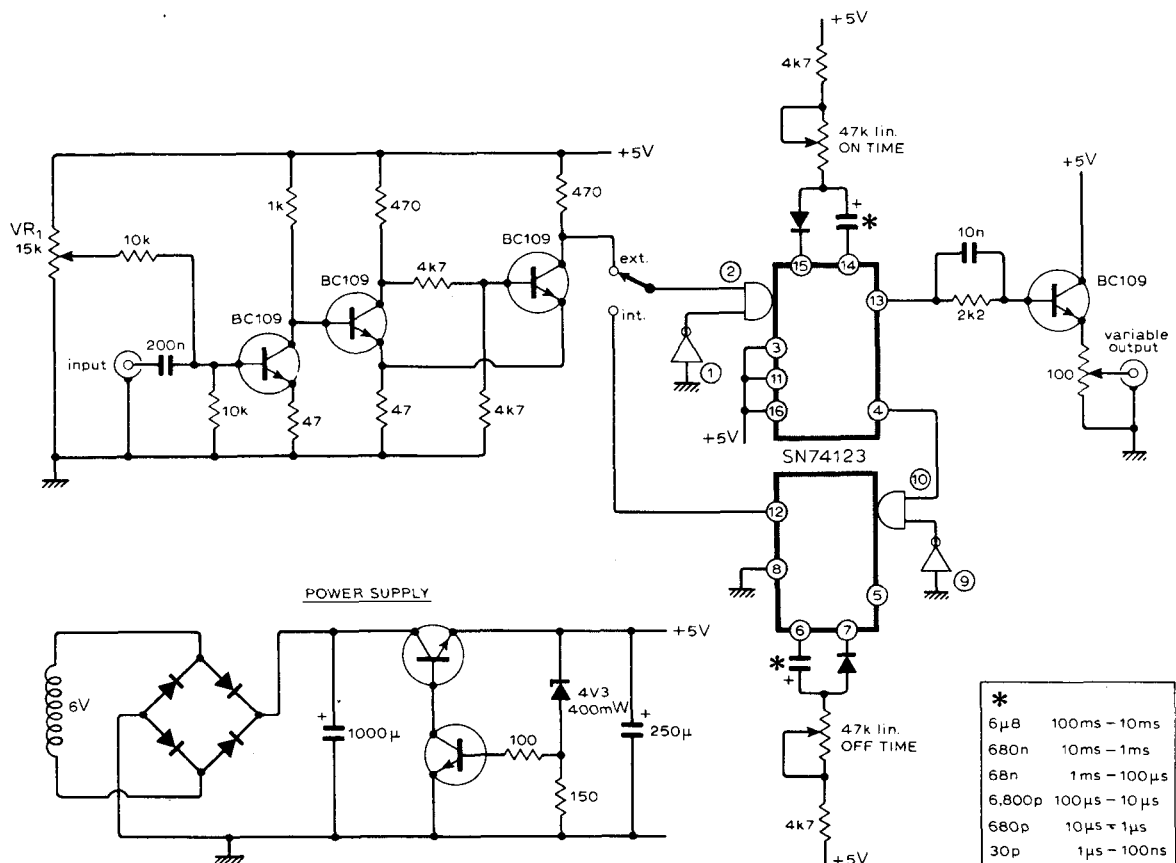 +5V
4k7
47k lin.
ON TIME
+5V
1k
470
470
VR1
15k
10k
BC109
BC109
4k7
BC109
input
200n
10k
47
47
4k7
ext.
int.
2
1
15
14
*
+
13
3
11
16
4
+5V
10n
2k2
+5V
BC109
variable
output
100
SN74123
10
12
8
9
5
6
7
*
+
47k lin.
OFF TIME
4k7
+5V
POWER SUPPLY
6V
+
1000µ
100
4V3
400mW
150
+
250µ
+5V
*
6µ8 100ms – 10ms
680n 10ms – 1ms
68n 1ms – 100µs
6,800p 100µs – 10µs
680p 10µs – 1µs
30p 1µs – 100ns